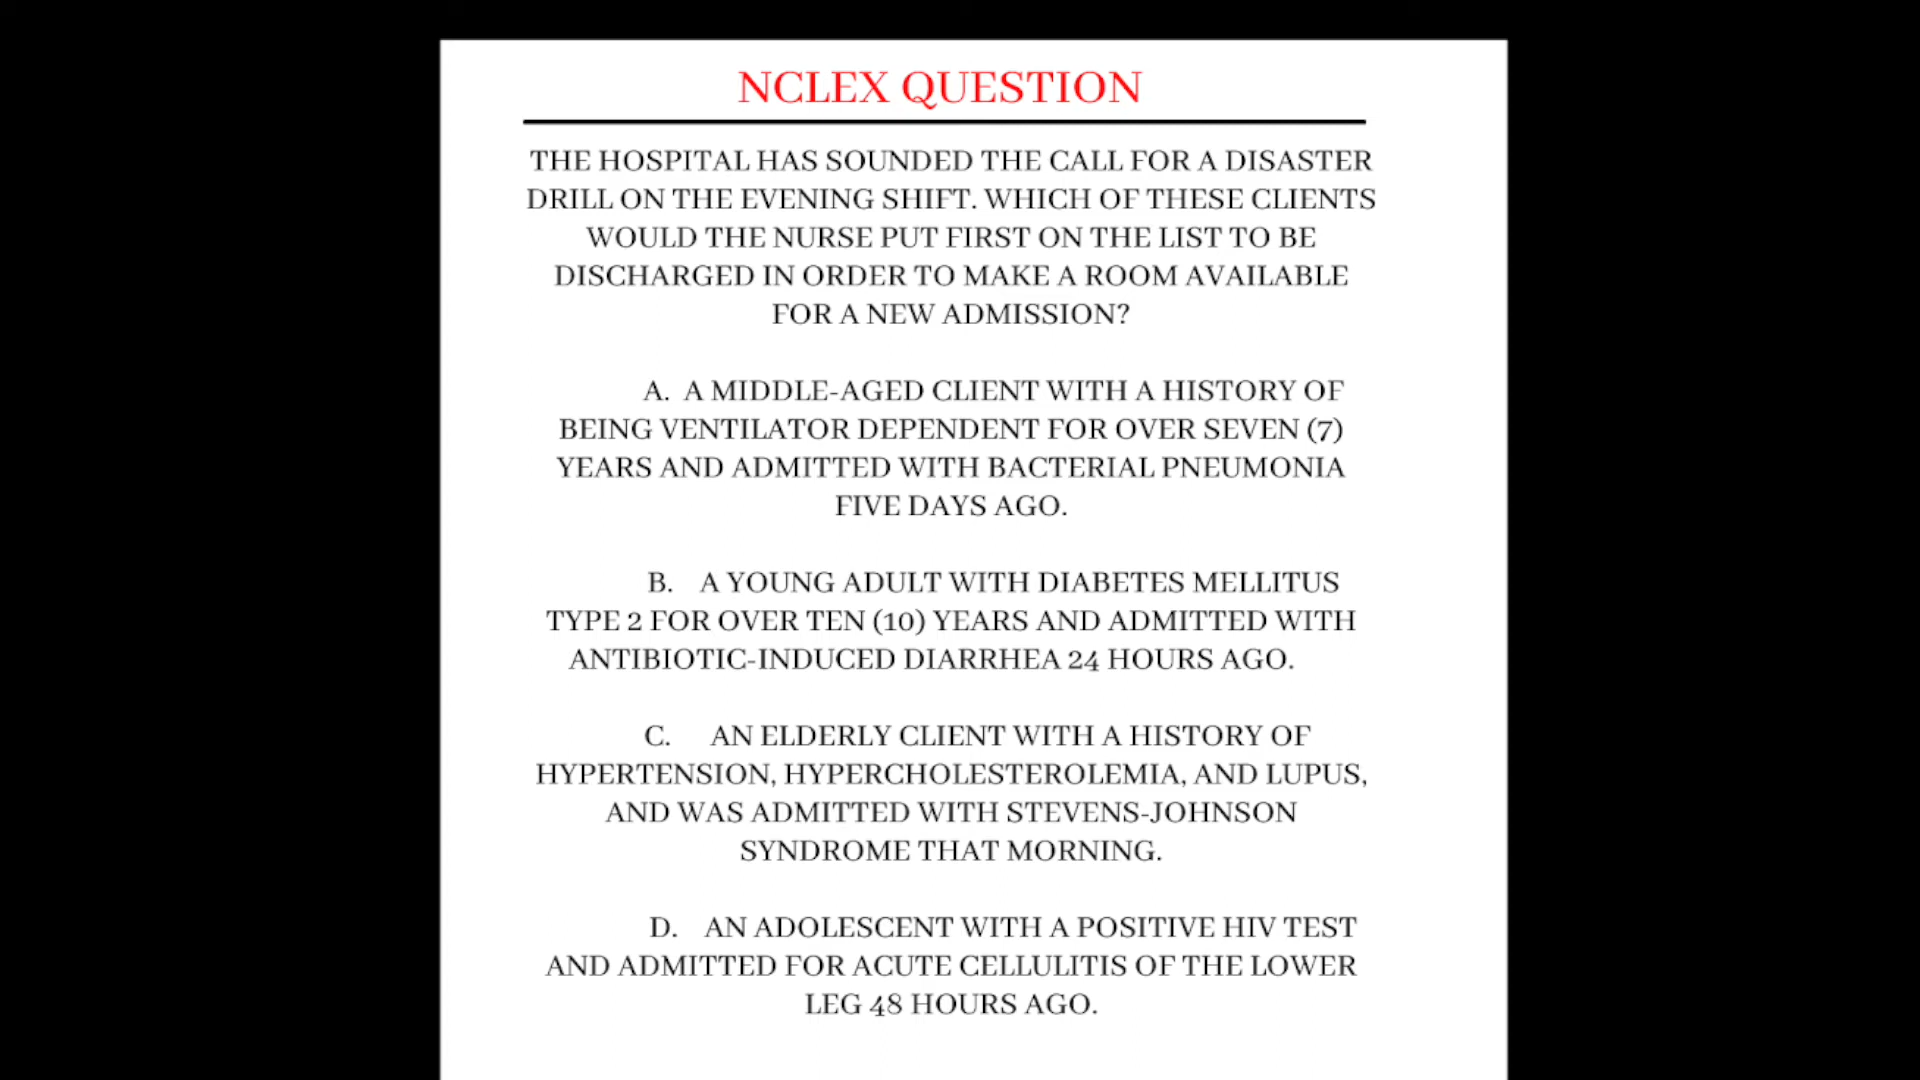 NCLEX QUESTION
THE HOSPITAL HAS SOUNDED THE CALL FOR A DISASTER
DRILL ON THE EVENING SHIFT. WHICH OF THESE CLIENTS
WOULD THE NURSE PUT FIRST ON THE LIST TO BE
DISCHARGED IN ORDER TO MAKE A ROOM AVAILABLE
FOR A NEW ADMISSION?
A. A MIDDLE-AGED CLIENT WITH A HISTORY OF
BEING VENTILATOR DEPENDENT FOR OVER SEVEN (7)
YEARS AND ADMITTED WITH BACTERIAL PNEUMONIA
FIVE DAYS AGO.
B. A YOUNG ADULT WITH DIABETES MELLITUS
TYPE 2 FOR OVER TEN (10) YEARS AND ADMITTED WITH
ANTIBIOTIC-INDUCED DIARRHEA 24 HOURS AGO.
C. AN ELDERLY CLIENT WITH A HISTORY OF
HYPERTENSION, HYPERCHOLESTEROLEMIA, AND LUPUS,
AND WAS ADMITTED WITH STEVENS-JOHNSON
SYNDROME THAT MORNING.
D. AN ADOLESCENT WITH A POSITIVE HIV TEST
AND ADMITTED FOR ACUTE CELLULITIS OF THE LOWER
LEG 48 HOURS AGO.